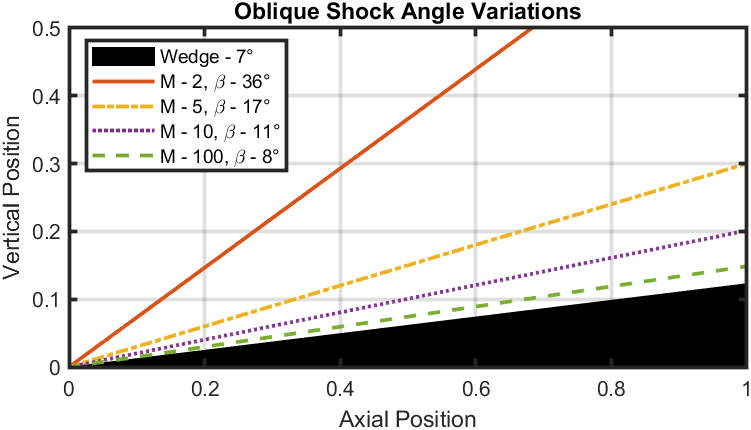 Oblique Shock Angle Variations
Wedge - 7°
M - 2, β - 36°
M - 5, β - 17°
M - 10, β - 11°
M - 100, β - 8°
Vertical Position
0.5
0.4
0.3
0.2
0.1
0
0
0.2
0.4
0.6
0.8
1
Axial Position